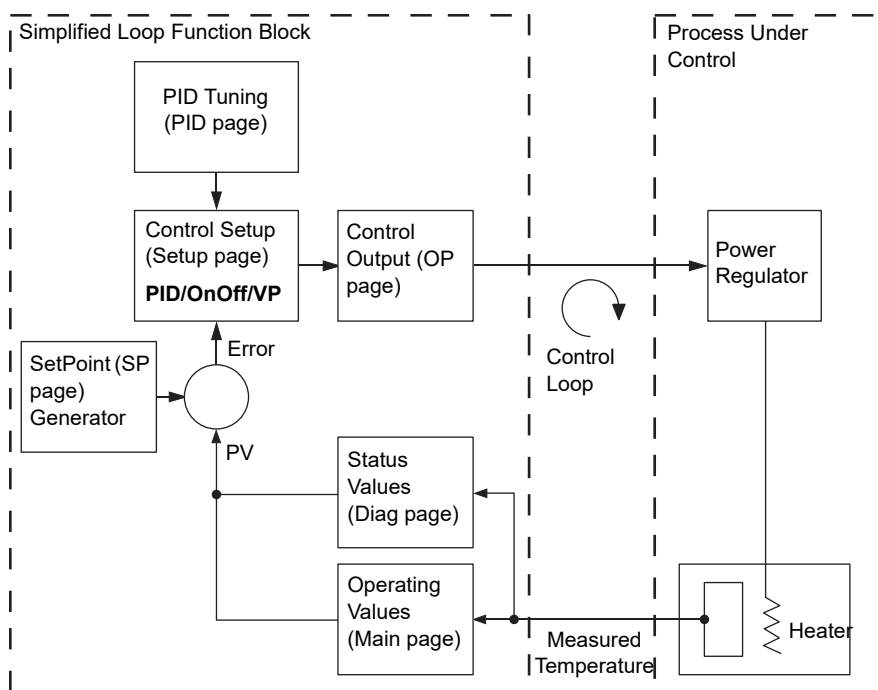 Simplified Loop Function Block
Process Under
Control
PID Tuning
(PID page)
Control Setup
(Setup page)
PID/OnOff/VP
Control
Output (OP
page)
Power
Regulator
Error
SetPoint (SP
page)
Generator
Control
Loop
PV
Status
Values
(Diag page)
Operating
Values
(Main page)
Measured
Temperature
Heater